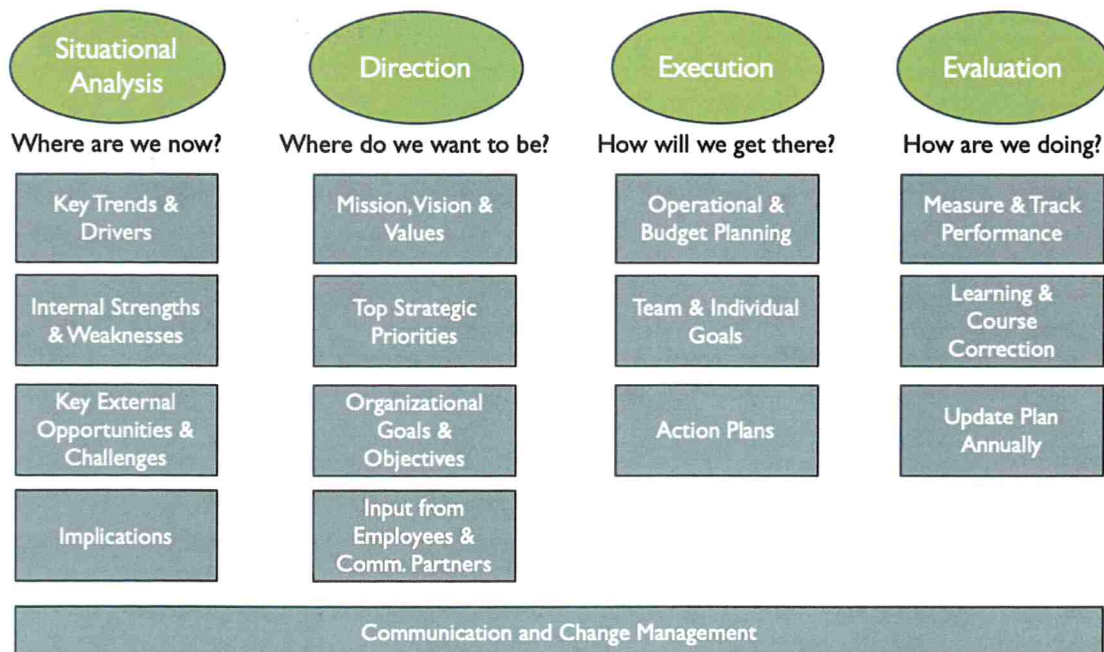 Situational
Analysis
Direction
Execution
Evaluation
Where are we now?
Where do we want to be?
How will we get there?
How are we doing?
Key Trends &
Drivers
Mission, Vision &
Values
Operational &
Budget Planning
Measure & Track
Performance
Internal Strengths
& Weaknesses
Top Strategic
Priorities
Team & Individual
Goals
Learning &
Course
Correction
Key External
Opportunities &
Challenges
Organizational
Goals &
Objectives
Action Plans
Update Plan
Annually
Implications
Input from
Employees &
Comm. Partners
Communication and Change Management